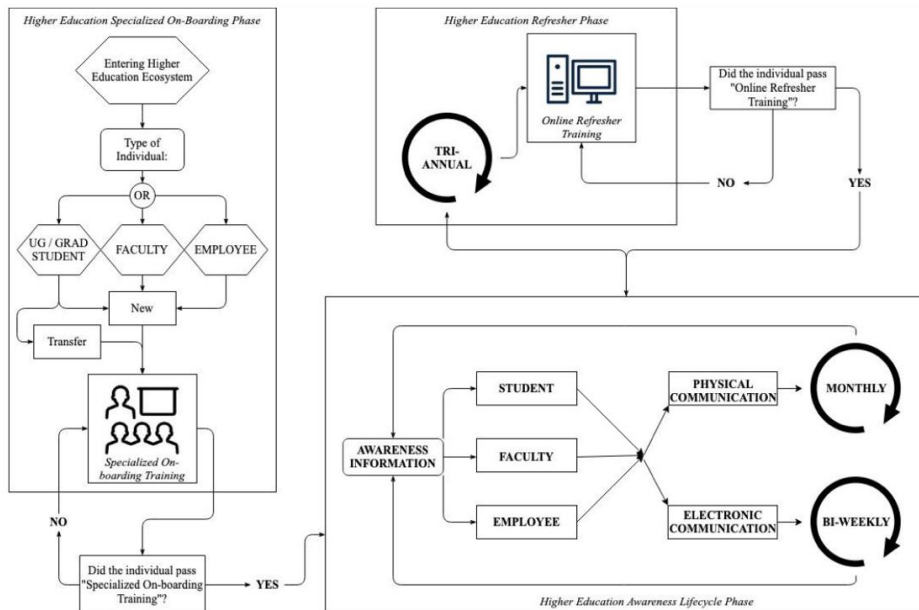 Higher Education Specialized On-Boarding Phase
Entering Higher
Education Ecosystem
Type of
Individual:
OR
UG / GRAD
STUDENT
FACULTY
EMPLOYEE
New
Transfer
Specialized On-
boarding Training
NO
Did the individual pass
"Specialized On-boarding
Training"?
YES
Higher Education Refresher Phase
TRI-
ANNUAL
Online Refresher
Training
Did the individual pass
"Online Refresher
Training"?
NO
YES
AWARENESS
INFORMATION
STUDENT
FACULTY
EMPLOYEE
PHYSICAL
COMMUNICATION
ELECTRONIC
COMMUNICATION
MONTHLY
BI-WEEKLY
Higher Education Awareness Lifecycle Phase